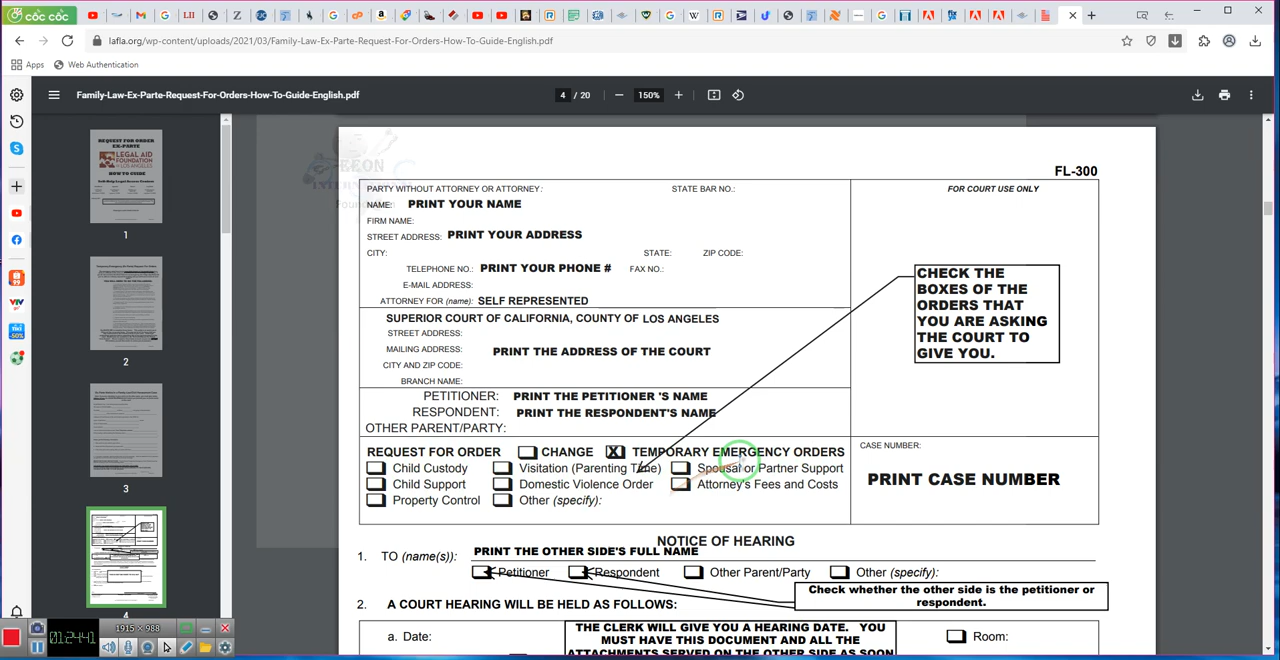 cốc cốc
lafla.org/wp-content/uploads/2021/03/Family-Law-Ex-Parte-Request-For-Orders-How-To-Guide-English.pdf
Apps Web Authentication
Family-Law-Ex-Parte-Request-For-Orders-How-To-Guide-English.pdf
4 / 20
150%
REQUEST FOR ORDER
EX-PARTE
LEGAL AID
FOUNDATION
HOW TO
GUIDE
1
2
3
4
FL-300
PARTY WITHOUT ATTORNEY OR ATTORNEY: STATE BAR NO.:
FOR COURT USE ONLY
NAME: PRINT YOUR NAME
FIRM NAME:
STREET ADDRESS: PRINT YOUR ADDRESS
CITY: STATE: ZIP CODE:
TELEPHONE NO.: PRINT YOUR PHONE # FAX NO.:
E-MAIL ADDRESS:
ATTORNEY FOR (name): SELF REPRESENTED
SUPERIOR COURT OF CALIFORNIA, COUNTY OF LOS ANGELES
STREET ADDRESS:
MAILING ADDRESS: PRINT THE ADDRESS OF THE COURT
CITY AND ZIP CODE:
BRANCH NAME:
PETITIONER: PRINT THE PETITIONER 'S NAME
RESPONDENT: PRINT THE RESPONDENT'S NAME
OTHER PARENT/PARTY:
CHECK THE
BOXES OF THE
ORDERS THAT
YOU ARE ASKING
THE COURT TO
GIVE YOU.
REQUEST FOR ORDER CHANGE X TEMPORARY EMERGENCY ORDERS
Child Custody Visitation (Parenting Time) Spousal or Partner Support
Child Support Domestic Violence Order Attorney's Fees and Costs
Property Control Other (specify):
CASE NUMBER:
PRINT CASE NUMBER
NOTICE OF HEARING
1. TO (name(s)): PRINT THE OTHER SIDE'S FULL NAME
Petitioner Respondent Other Parent/Party Other (specify):
Check whether the other side is the petitioner or
respondent.
2. A COURT HEARING WILL BE HELD AS FOLLOWS:
a. Date:
THE CLERK WILL GIVE YOU A HEARING DATE. YOU
MUST HAVE THIS DOCUMENT AND ALL THE
ATTACHMENTS SERVED ON THE OTHER SIDE AS SOON
Room:
1915 x 988